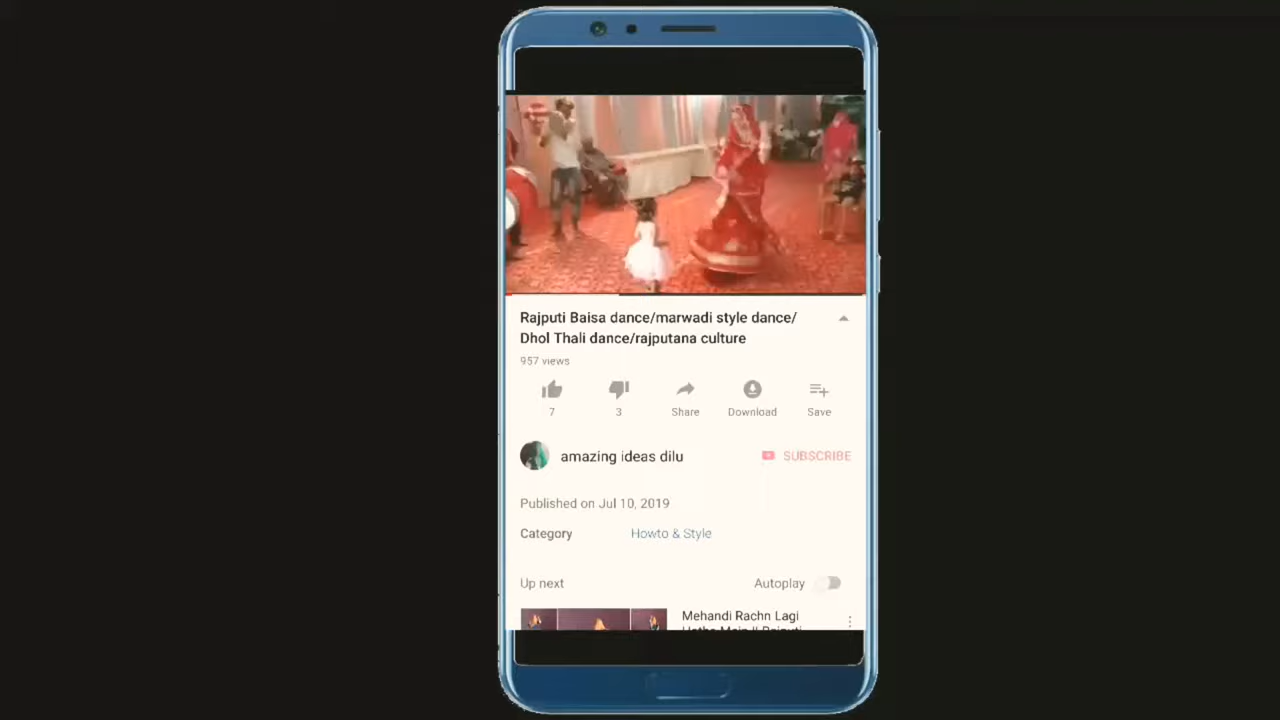 Rajputi Baisa dance/marwadi style dance/
Dhol Thali dance/rajputana culture
957 views
7
3
Share
Download
Save
amazing ideas dilu
SUBSCRIBE
Published on Jul 10, 2019
Category
Howto & Style
Up next
Autoplay
Mehandi Rachn Lagi